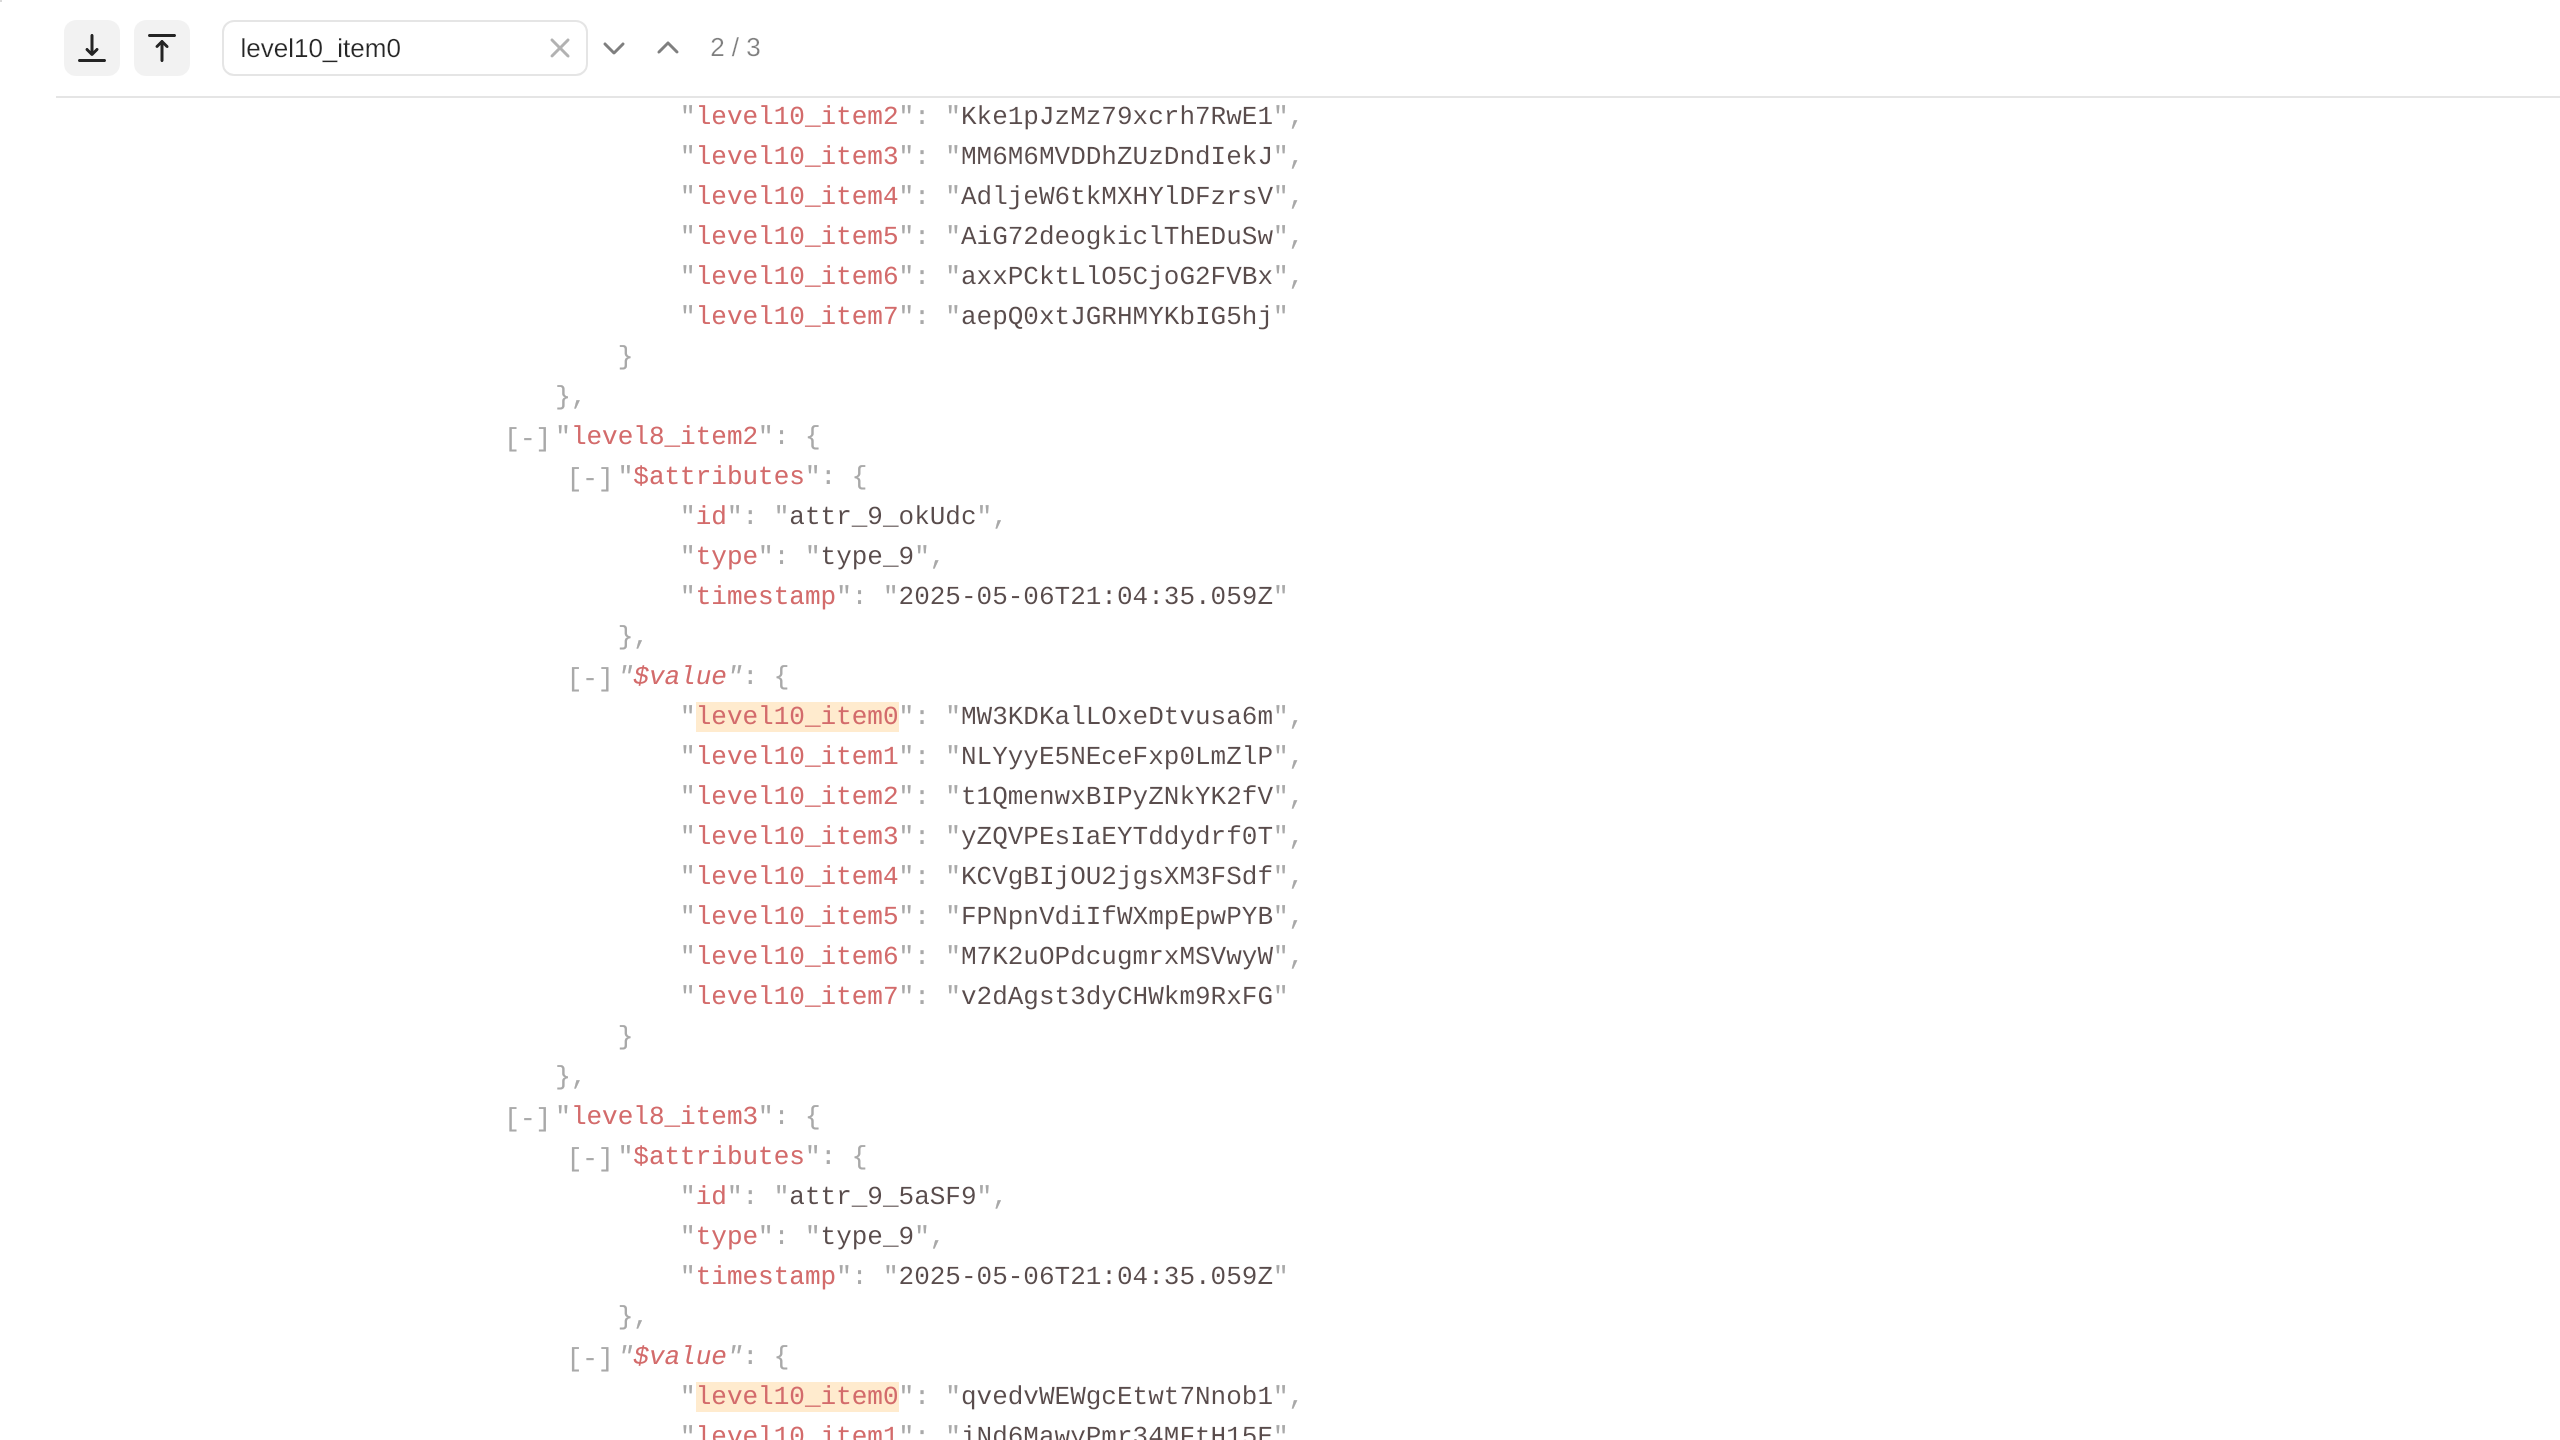 level10_item0 2 / 3
"level10_item2": "Kke1pJzMz79xcrh7RwE1",
"level10_item3": "MM6M6MVDDhZUzDndIekJ",
"level10_item4": "AdljeW6tkMXHYlDFzrsV",
"level10_item5": "AiG72deogkiclThEDuSw",
"level10_item6": "axxPCktLlO5CjoG2FVBx",
"level10_item7": "aepQ0xtJGRHMYKbIG5hj"
}
},
[-] "level8_item2": {
[-] "$attributes": {
"id": "attr_9_okUdc",
"type": "type_9",
"timestamp": "2025-05-06T21:04:35.059Z"
},
[-] "$value": {
"level10_item0": "MW3KDKalLOxeDtvusa6m",
"level10_item1": "NLYyyE5NEceFxp0LmZlP",
"level10_item2": "t1QmenwxBIPyZNkYK2fV",
"level10_item3": "yZQVPEsIaEYTddydrf0T",
"level10_item4": "KCVgBIjOU2jgsXM3FSdf",
"level10_item5": "FPNpnVdiIfWXmpEpwPYB",
"level10_item6": "M7K2uOPdcugmrxMSVwyW",
"level10_item7": "v2dAgst3dyCHWkm9RxFG"
}
},
[-] "level8_item3": {
[-] "$attributes": {
"id": "attr_9_5aSF9",
"type": "type_9",
"timestamp": "2025-05-06T21:04:35.059Z"
},
[-] "$value": {
"level10_item0": "qvedvWEWgcEtwt7Nnob1",
"level10_item1":